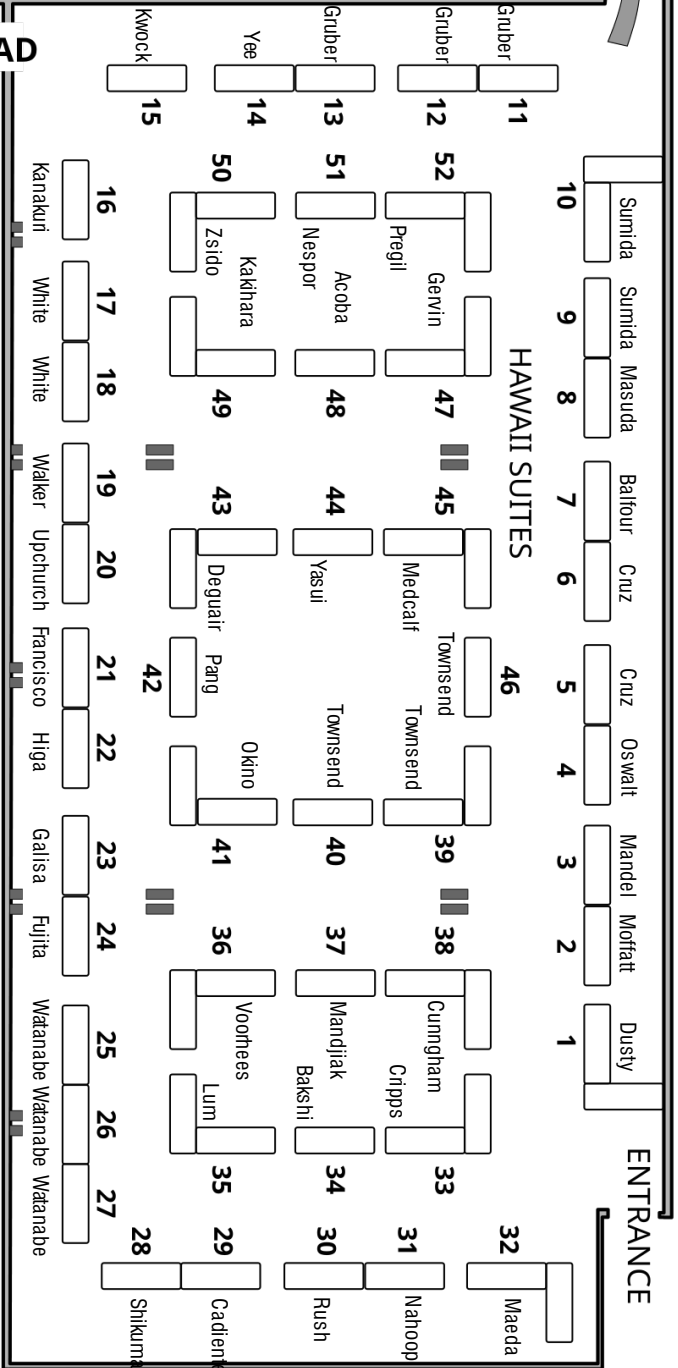 AD
Kwock
15
Yee
14
Gruber
13
Gruber
12
Gruber
11
Kanakuri
16
White
17
White
18
Walker
19
Upchurch
20
Francisco
21
Higa
22
Galisa
23
Fujita
24
Watanabe
25
Watanabe
26
Watanabe
27
50
Zsido
51
Nespor
52
Pregil
Kakihara
49
Acoba
48
Gervin
47
HAWAII SUITES
43
Deguair
44
Yasui
45
Medcalf
42
Pang
Townsend
46
Okino
41
Townsend
40
Townsend
39
36
Voorhees
37
Mandjiak
38
Cunngham
Lum
35
Bakshi
34
Cripps
33
10
Sumida
9
Sumida
8
Masuda
7
Balfour
6
Cruz
5
Cruz
4
Oswalt
3
Mandel
2
Moffatt
1
Dusty
ENTRANCE
28
Shikuma
29
Cadient
30
Rush
31
Nahoop
32
Maeda